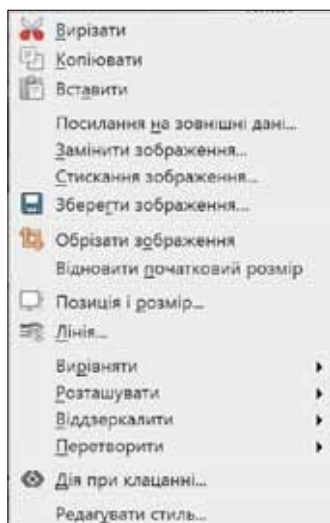 Вирізати
Копіювати
Вставити
Посилання на зовнішні дані...
Замінити зображення...
Стискання зображення...
Зберегти зображення...
Обрізати зображення
Відновити початковий розмір
Позиція і розмір...
Лінія...
Вирівняти
Розташувати
Віддзеркалити
Перетворити
Дія при клацанні...
Редагувати стиль...